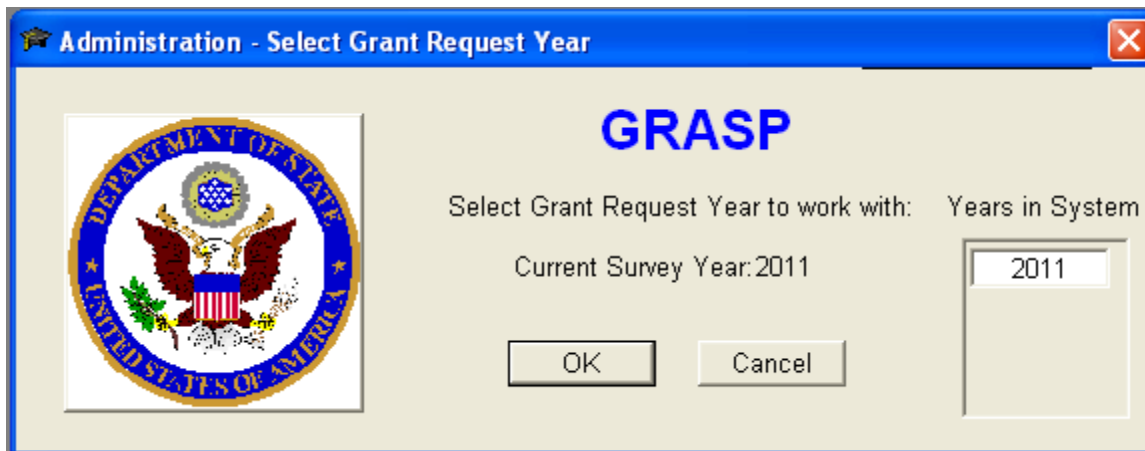 Administration - Select Grant Request Year
GRASP
DEPARTMENT OF STATE
UNITED STATES OF AMERICA
Select Grant Request Year to work with:
Years in System
Current Survey Year:2011
2011
OK
Cancel